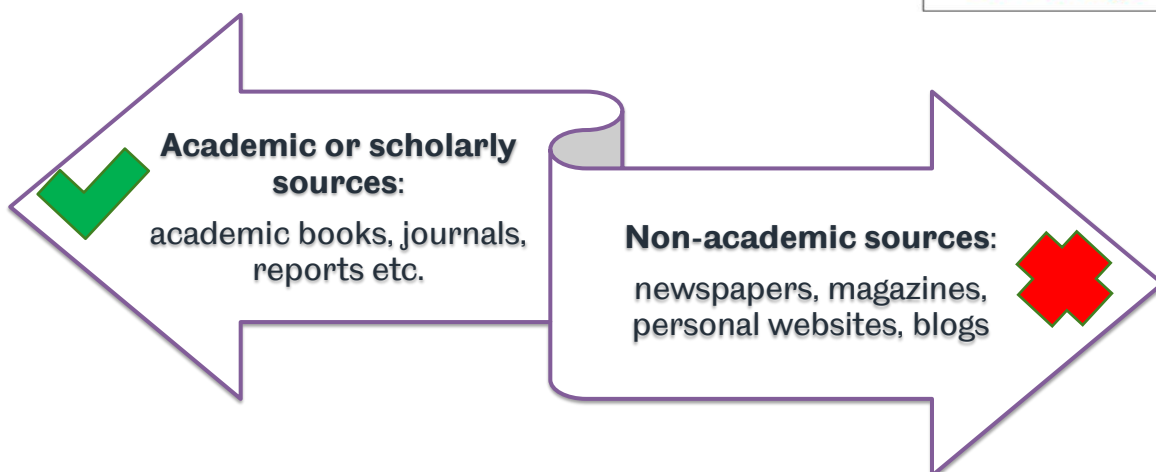 Academic or scholarly
sources:
academic books, journals,
reports etc.
Non-academic sources:
newspapers, magazines,
personal websites, blogs